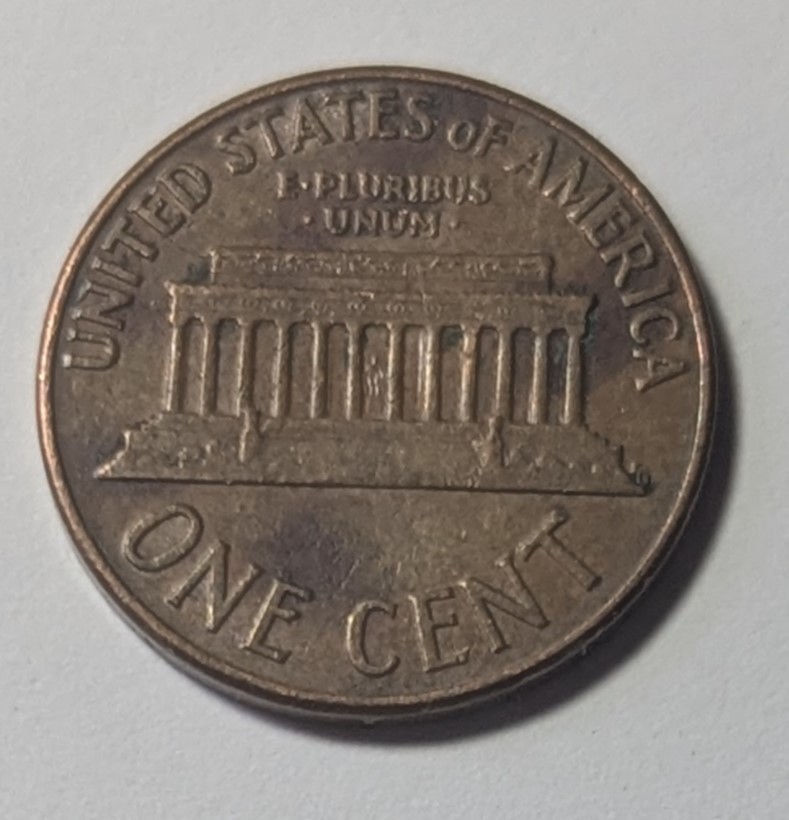 UNITED STATES OF AMERICA
E·PLURIBUS
·UNUM·
ONE CENT